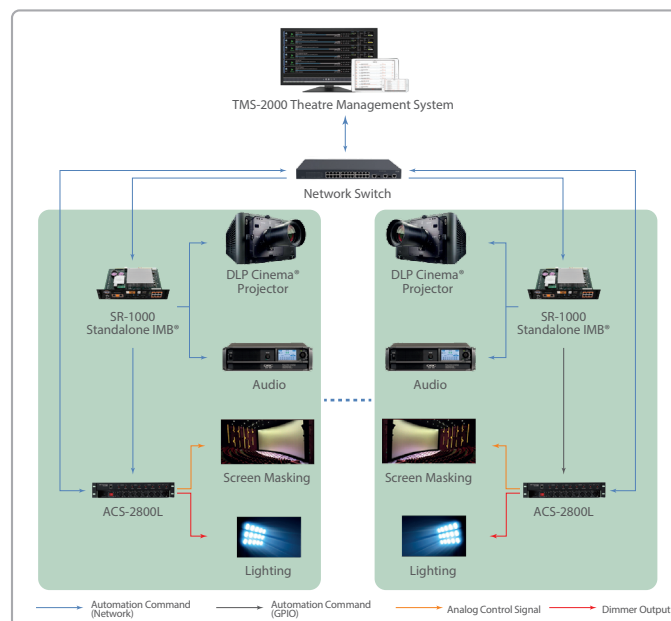 TMS-2000 Theatre Management System
Network Switch
DLP Cinema®
Projector
SR-1000
Standalone IMB®
Audio
Screen Masking
ACS-2800L
Lighting
DLP Cinema®
Projector
SR-1000
Standalone IMB®
Audio
Screen Masking
ACS-2800L
Lighting
Automation Command
(Network)
Automation Command
(GPIO)
Analog Control Signal
Dimmer Output